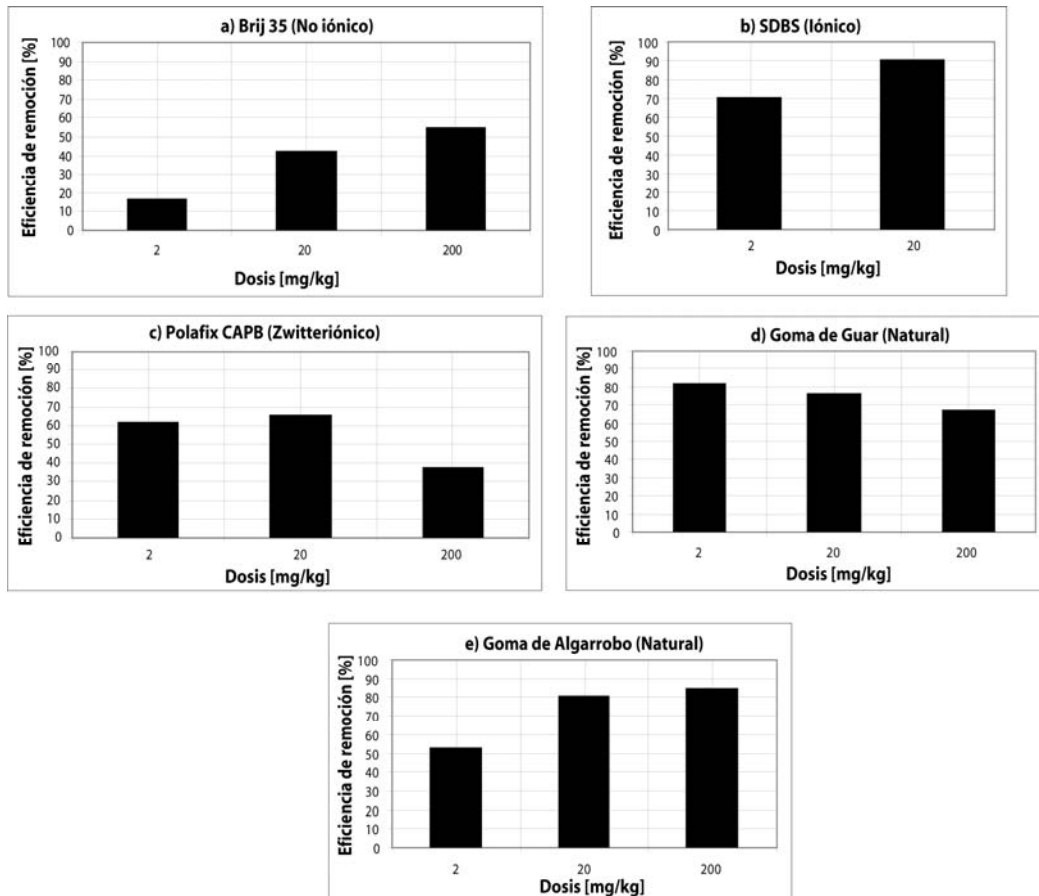 a) Brij 35 (No iónico)
Eficiencia de remoción [%]
100
90
80
70
60
50
40
30
20
10
0
2 20 200
Dosis [mg/kg]
b) SDBS (Iónico)
Eficiencia de remoción [%]
100
90
80
70
60
50
40
30
20
10
0
2 20
Dosis [mg/kg]
c) Polafix CAPB (Zwitteriónico)
Eficiencia de remoción [%]
100
90
80
70
60
50
40
30
20
10
0
2 20 200
Dosis [mg/kg]
d) Goma de Guar (Natural)
Eficiencia de remoción [%]
100
90
80
70
60
50
40
30
20
10
0
2 20 200
Dosis [mg/kg]
e) Goma de Algarrobo (Natural)
Eficiencia de remoción [%]
100
90
80
70
60
50
40
30
20
10
0
2 20 200
Dosis [mg/kg]